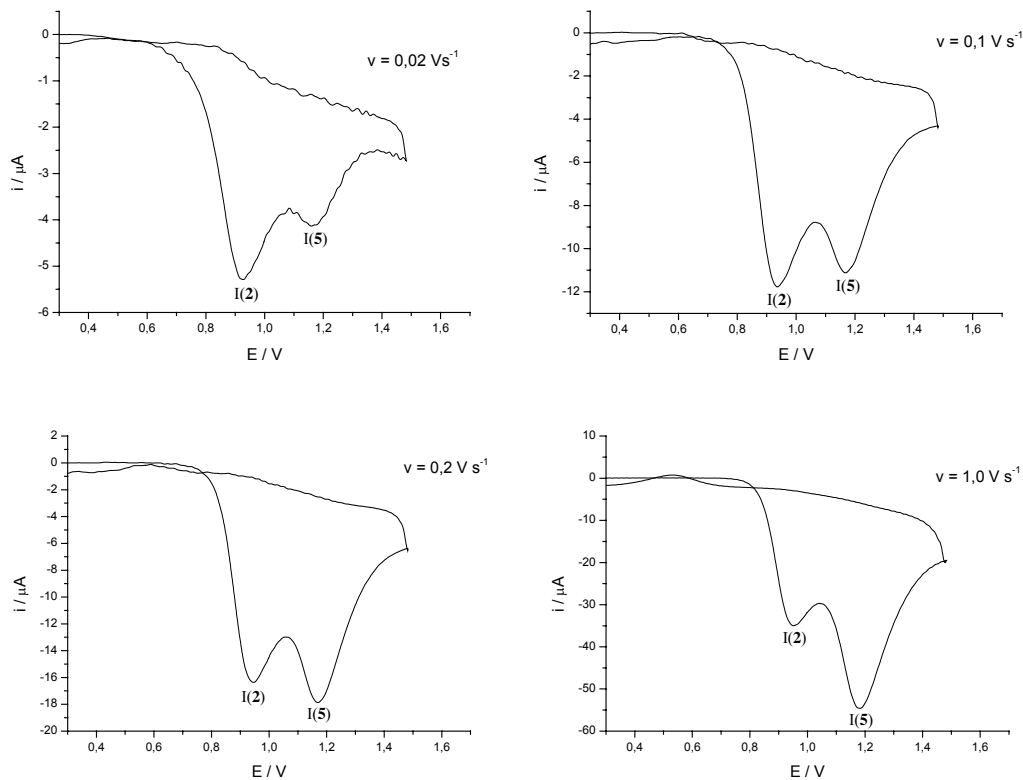 v = 0,02 Vs-1
0
-1
-2
-3
-4
-5
-6
i / μA
I(2)
I(5)
0,4 0,6 0,8 1,0 1,2 1,4 1,6
E / V
v = 0,1 V s-1
0
-2
-4
-6
-8
-10
-12
i / μA
I(2)
I(5)
0,4 0,6 0,8 1,0 1,2 1,4 1,6
E / V
v = 0,2 V s-1
2
0
-2
-4
-6
-8
-10
-12
-14
-16
-18
-20
i / μA
I(2)
I(5)
0,4 0,6 0,8 1,0 1,2 1,4 1,6
E / V
v = 1,0 V s-1
10
0
-10
-20
-30
-40
-50
-60
i / μA
I(2)
I(5)
0,4 0,6 0,8 1,0 1,2 1,4 1,6
E / V